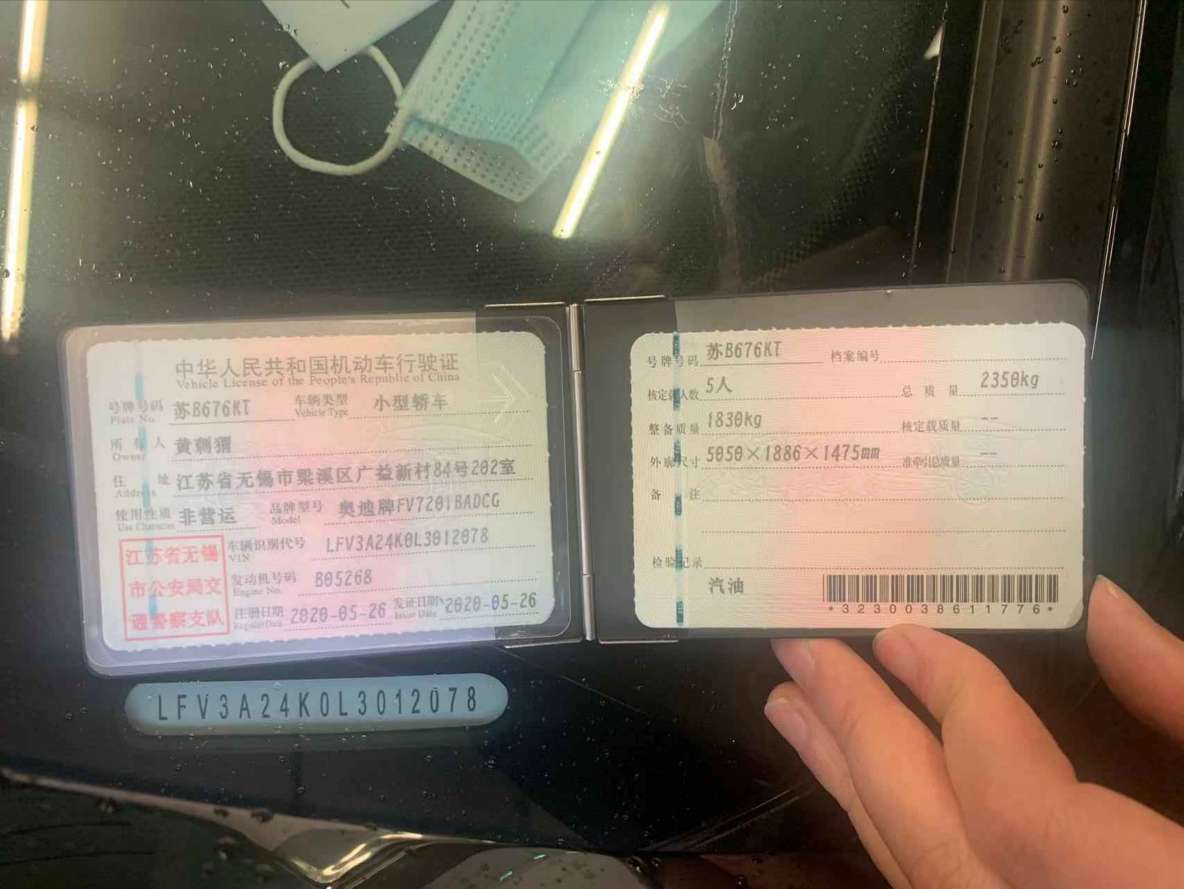 中华人民共和国机动车行驶证
Vehicle License of the People's Republic of China
号牌号码 苏B676KT 车辆类型 小型轿车
Plate No. Vehicle Type
所有人 黄刺猬
Owner
住址 江苏省无锡市梁溪区广益新村84号202室
Address
使用性质 非营运 品牌型号 奥迪牌FV7201BADCG
Use Character Model
江苏省无锡
市公安局交
通警察支队
车辆识别代号 LFV3A24K0L3012078
VIN
发动机号码 B05268
Engine No.
注册日期 2020-05-26 发证日期 2020-05-26
Register Date Issue Date
LFV3A24K0L3012078
号牌号码 苏B676KT 档案编号
核定载人数 5人 总质量 2350kg
整备质量 1830kg 核定载质量 --
外廓尺寸 5050×1886×1475mm 准牵引总质量 --
备注
检验记录
汽油
*3230038611776*